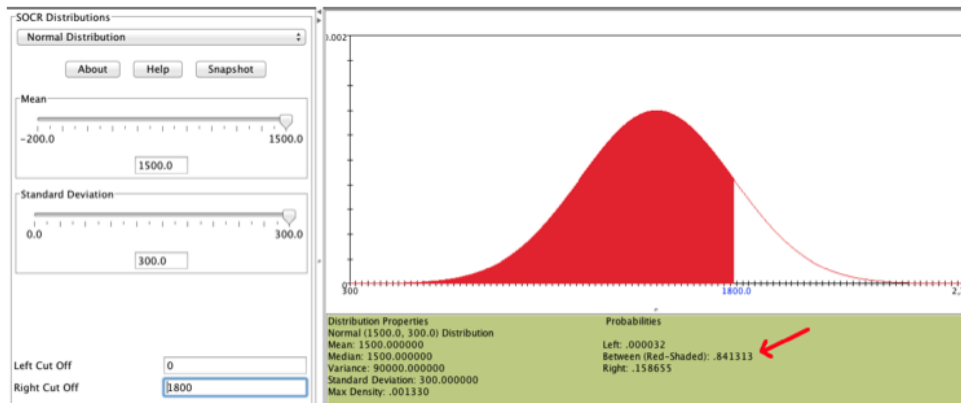 SOCR Distributions
Normal Distribution
About Help Snapshot
Mean
-200.0 1500.0
1500.0
Standard Deviation
0.0 300.0
300.0
Left Cut Off 0
Right Cut Off 1800
0.002
0
300 1800.0 2,
Distribution Properties
Normal (1500.0, 300.0) Distribution
Mean: 1500.000000
Median: 1500.000000
Variance: 90000.000000
Standard Deviation: 300.000000
Max Density: .001330
Probabilities
Left: .000032
Between (Red-Shaded): .841313
Right: .158655